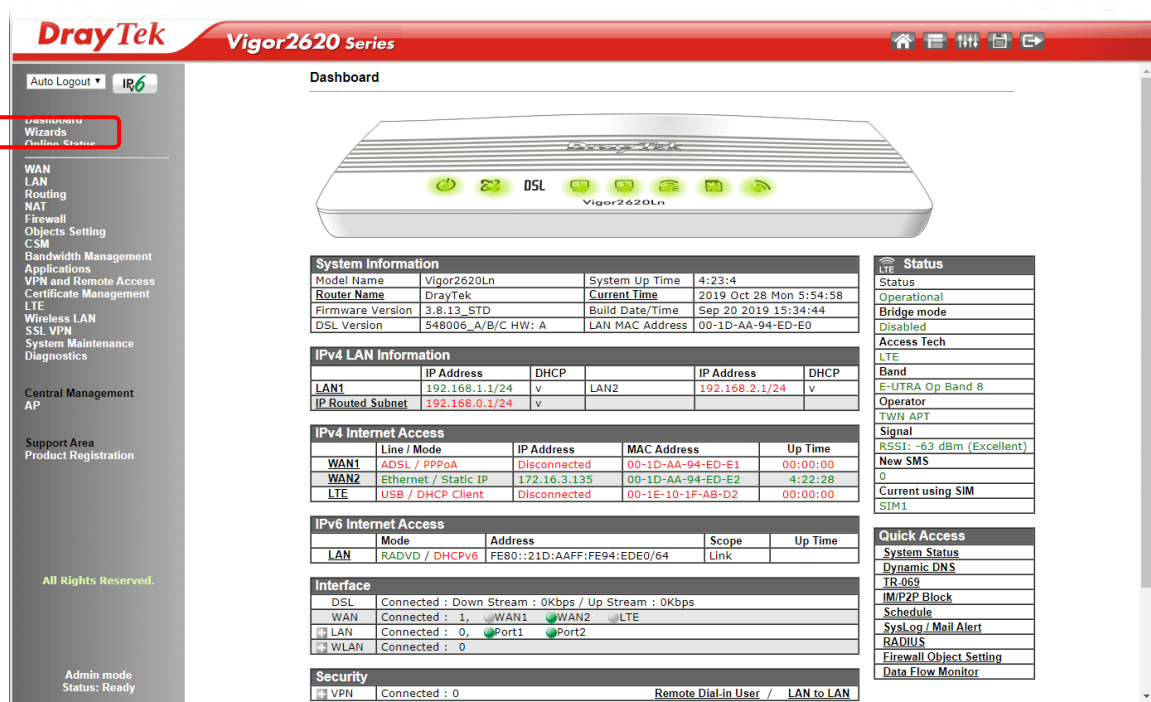 DrayTek
Vigor2620 Series
Auto Logout
IPv6
Dashboard
Wizards
Online Status
WAN
LAN
Routing
NAT
Firewall
Objects Setting
CSM
Bandwidth Management
Applications
VPN and Remote Access
Certificate Management
LTE
Wireless LAN
SSL VPN
System Maintenance
Diagnostics
Central Management
AP
Support Area
Product Registration
All Rights Reserved.
Admin mode
Status: Ready
Dashboard
DrayTek
DSL
Vigor2620Ln
System Information
Model Name Vigor2620Ln System Up Time 4:23:4
Router Name DrayTek Current Time 2019 Oct 28 Mon 5:54:58
Firmware Version 3.8.13_STD Build Date/Time Sep 20 2019 15:34:44
DSL Version 548006_A/B/C HW: A LAN MAC Address 00-1D-AA-94-ED-E0
IPv4 LAN Information
IP Address DHCP IP Address DHCP
LAN1 192.168.1.1/24 v LAN2 192.168.2.1/24 v
IP Routed Subnet 192.168.0.1/24 v
IPv4 Internet Access
Line / Mode IP Address MAC Address Up Time
WAN1 ADSL / PPPoA Disconnected 00-1D-AA-94-ED-E1 00:00:00
WAN2 Ethernet / Static IP 172.16.3.135 00-1D-AA-94-ED-E2 4:22:28
LTE USB / DHCP Client Disconnected 00-1E-10-1F-AB-D2 00:00:00
IPv6 Internet Access
Mode Address Scope Up Time
LAN RADVD / DHCPv6 FE80::21D:AAFF:FE94:EDE0/64 Link
Interface
DSL Connected : Down Stream : 0Kbps / Up Stream : 0Kbps
WAN Connected : 1, WAN1 WAN2 LTE
LAN Connected : 0, Port1 Port2
WLAN Connected : 0
Security
VPN Connected : 0 Remote Dial-in User / LAN to LAN
LTE Status
Status
Operational
Bridge mode
Disabled
Access Tech
LTE
Band
E-UTRA Op Band 8
Operator
TWN APT
Signal
RSSI: -63 dBm (Excellent)
New SMS
0
Current using SIM
SIM1
Quick Access
System Status
Dynamic DNS
TR-069
IM/P2P Block
Schedule
SysLog / Mail Alert
RADIUS
Firewall Object Setting
Data Flow Monitor